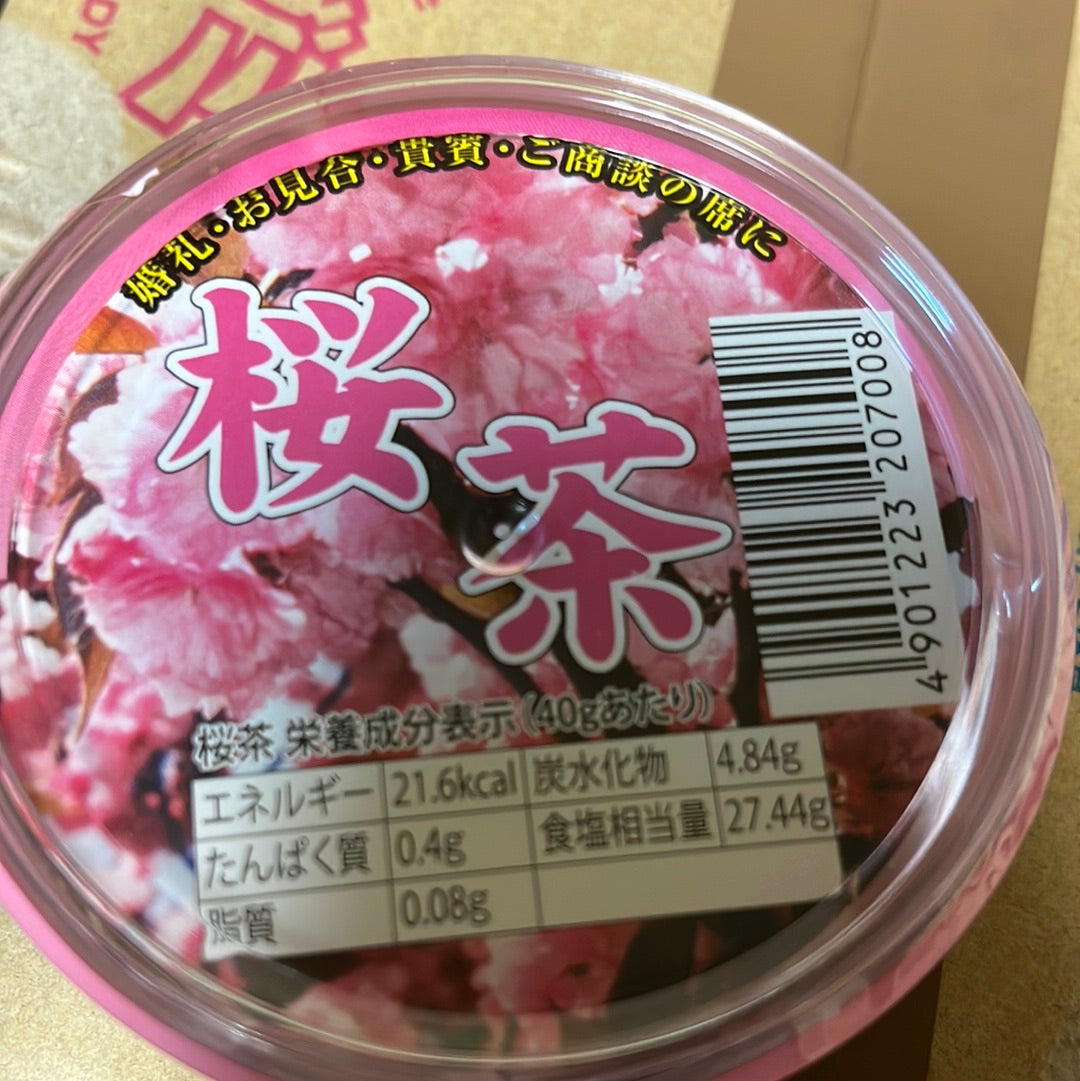 婚礼・お見合・貴賓・ご商談の席に
桜茶
4 901223 207008
桜茶 栄養成分表示(40gあたり)
エネルギー 21.6kcal 炭水化物 4.84g
たんぱく質 0.4g 食塩相当量 27.44g
脂質 0.08g